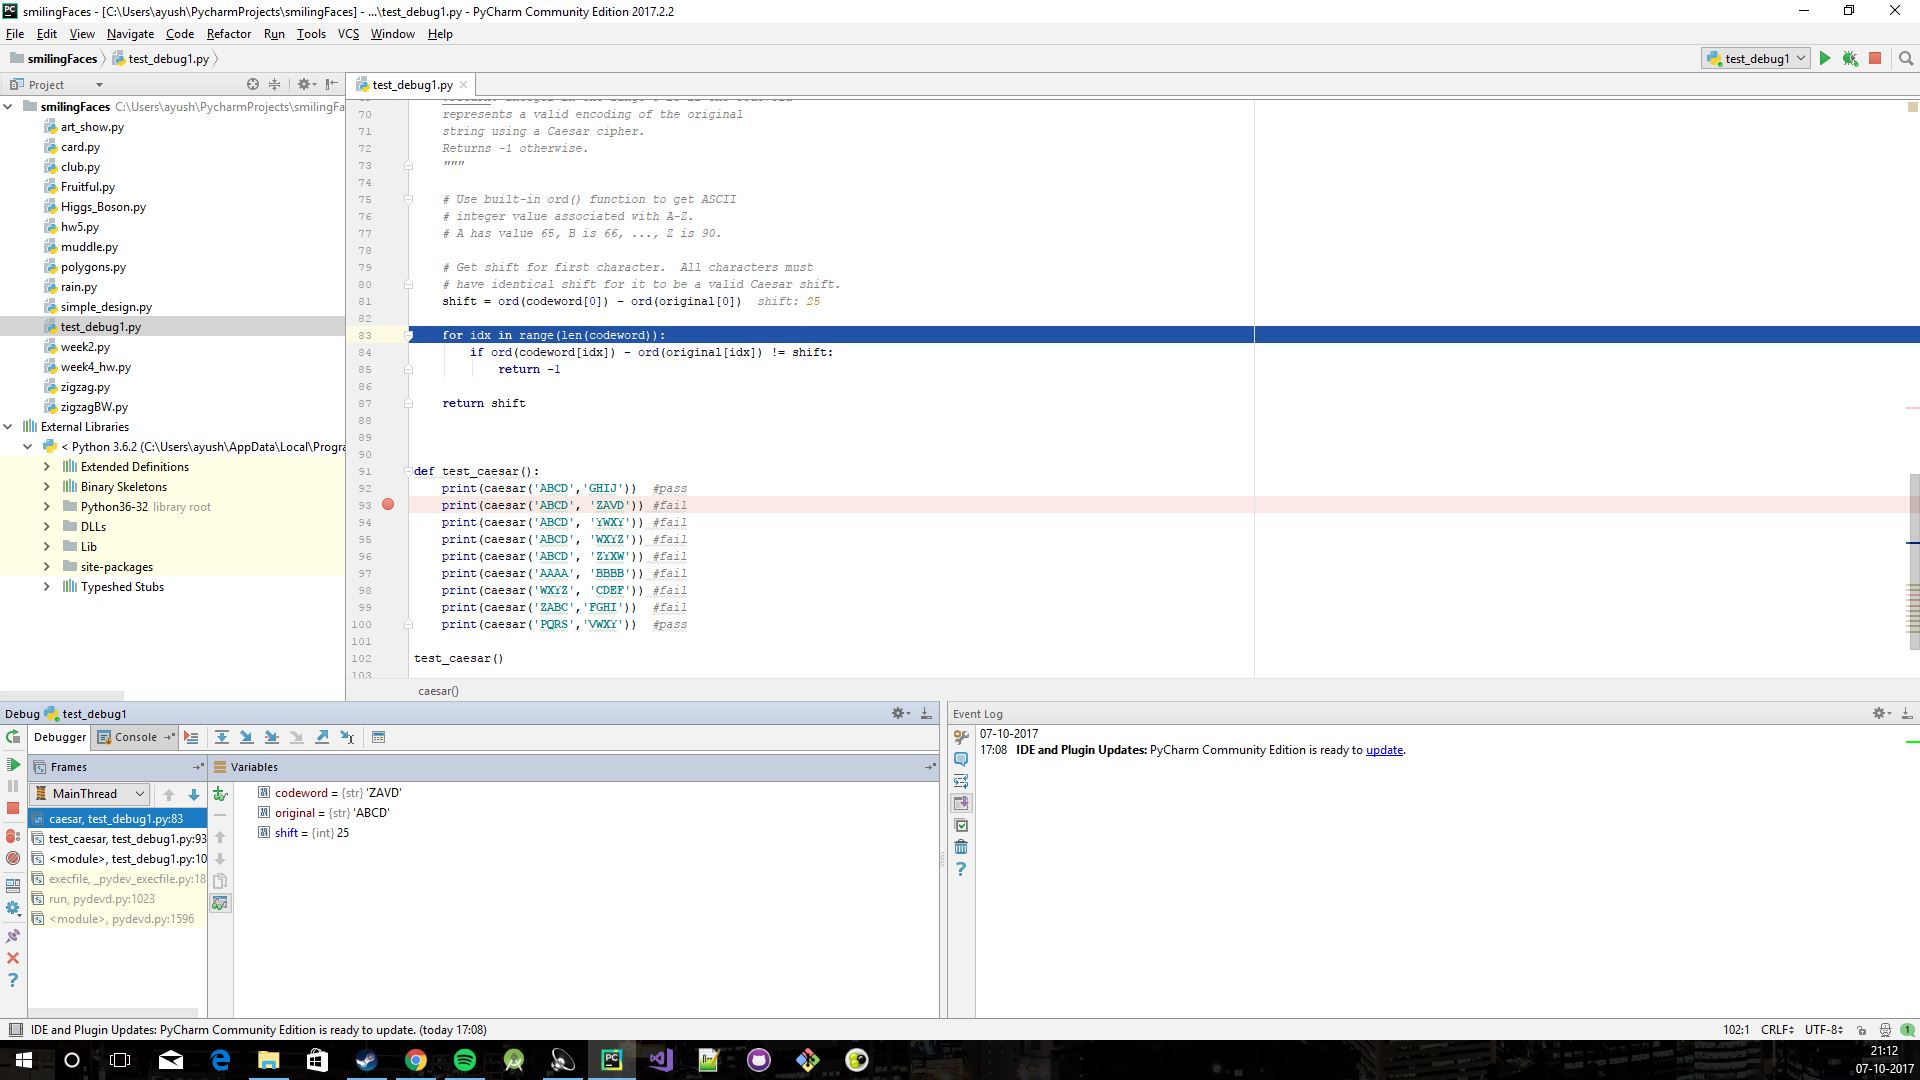 smilingFaces - [C:\Users\ayush\PycharmProjects\smilingFaces] - ...\test_debug1.py - PyCharm Community Edition 2017.2.2
File Edit View Navigate Code Refactor Run Tools VCS Window Help
smilingFaces test_debug1.py test_debug1
Project
test_debug1.py
smilingFaces C:\Users\ayush\PycharmProjects\smilingFa
art_show.py
card.py
club.py
Fruitful.py
Higgs_Boson.py
hw5.py
muddle.py
polygons.py
rain.py
simple_design.py
test_debug1.py
week2.py
week4_hw.py
zigzag.py
zigzagBW.py
External Libraries
< Python 3.6.2 (C:\Users\ayush\AppData\Local\Progra
Extended Definitions
Binary Skeletons
Python36-32 library root
DLLs
Lib
site-packages
Typeshed Stubs
70 represents a valid encoding of the original
71 string using a Caesar cipher.
72 Returns -1 otherwise.
73 """
74
75 # Use built-in ord() function to get ASCII
76 # integer value associated with A-Z.
77 # A has value 65, B is 66, ..., Z is 90.
78
79 # Get shift for first character.  All characters must
80 # have identical shift for it to be a valid Caesar shift.
81 shift = ord(codeword[0]) - ord(original[0])  shift: 25
82
83 for idx in range(len(codeword)):
84 if ord(codeword[idx]) - ord(original[idx]) != shift:
85 return -1
86
87 return shift
88
89
90
91 def test_caesar():
92 print(caesar('ABCD','GHIJ'))  #pass
93 print(caesar('ABCD', 'ZAVD')) #fail
94 print(caesar('ABCD', 'YWXY')) #fail
95 print(caesar('ABCD', 'WXYZ')) #fail
96 print(caesar('ABCD', 'ZYXW')) #fail
97 print(caesar('AAAA', 'BBBB')) #fail
98 print(caesar('WXYZ', 'CDEF')) #fail
99 print(caesar('ZABC','FGHI'))  #fail
100 print(caesar('PQRS','VWXY'))  #pass
101
102 test_caesar()
103
caesar()
Debug test_debug1
Debugger Console
Frames Variables
MainThread
caesar, test_debug1.py:83
test_caesar, test_debug1.py:93
<module>, test_debug1.py:10
execfile, _pydev_execfile.py:18
run, pydevd.py:1023
<module>, pydevd.py:1596
codeword = {str} 'ZAVD'
original = {str} 'ABCD'
shift = {int} 25
Event Log
07-10-2017
17:08 IDE and Plugin Updates: PyCharm Community Edition is ready to update.
IDE and Plugin Updates: PyCharm Community Edition is ready to update. (today 17:08)
102:1 CRLF UTF-8 1
21:12
07-10-2017